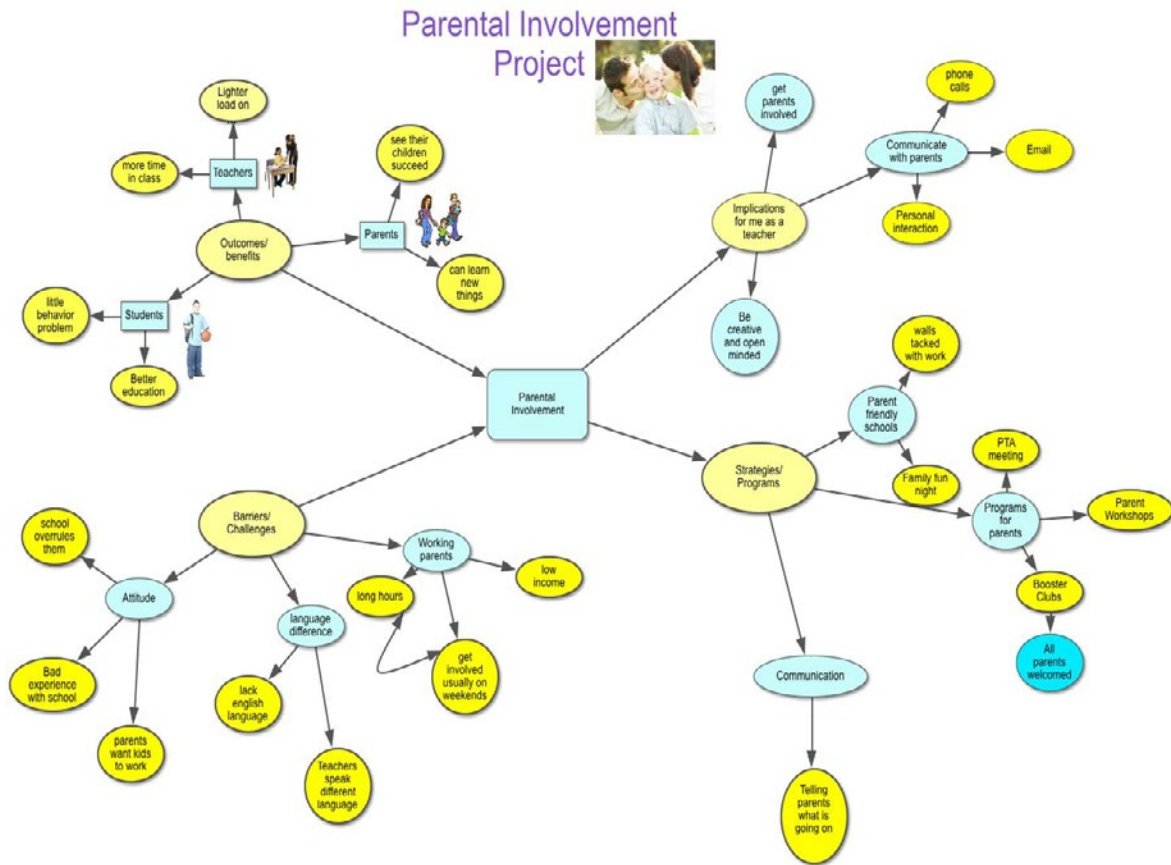 Parental Involvement
Project
Lighter
load on
more time
in class
Teachers
see their
children
succeed
Outcomes/
benefits
Parents
can learn
new
things
little
behavior
problem
Students
Better
education
get
parents
involved
phone
calls
Communicate
with parents
Email
Personal
interaction
Implications
for me as a
teacher
Be
creative
and open
minded
Parental
Involvement
walls
tacked
with work
Parent
friendly
schools
Family fun
night
Strategies/
Programs
PTA
meeting
Programs
for
parents
Parent
Workshops
Booster
Clubs
All
parents
welcomed
Communication
Telling
parents
what is
going on
Barriers/
Challenges
school
overrules
them
Attitude
Bad
experience
with school
parents
want kids
to work
language
difference
lack
english
language
Teachers
speak
different
language
Working
parents
long hours
low
income
get
involved
usually on
weekends